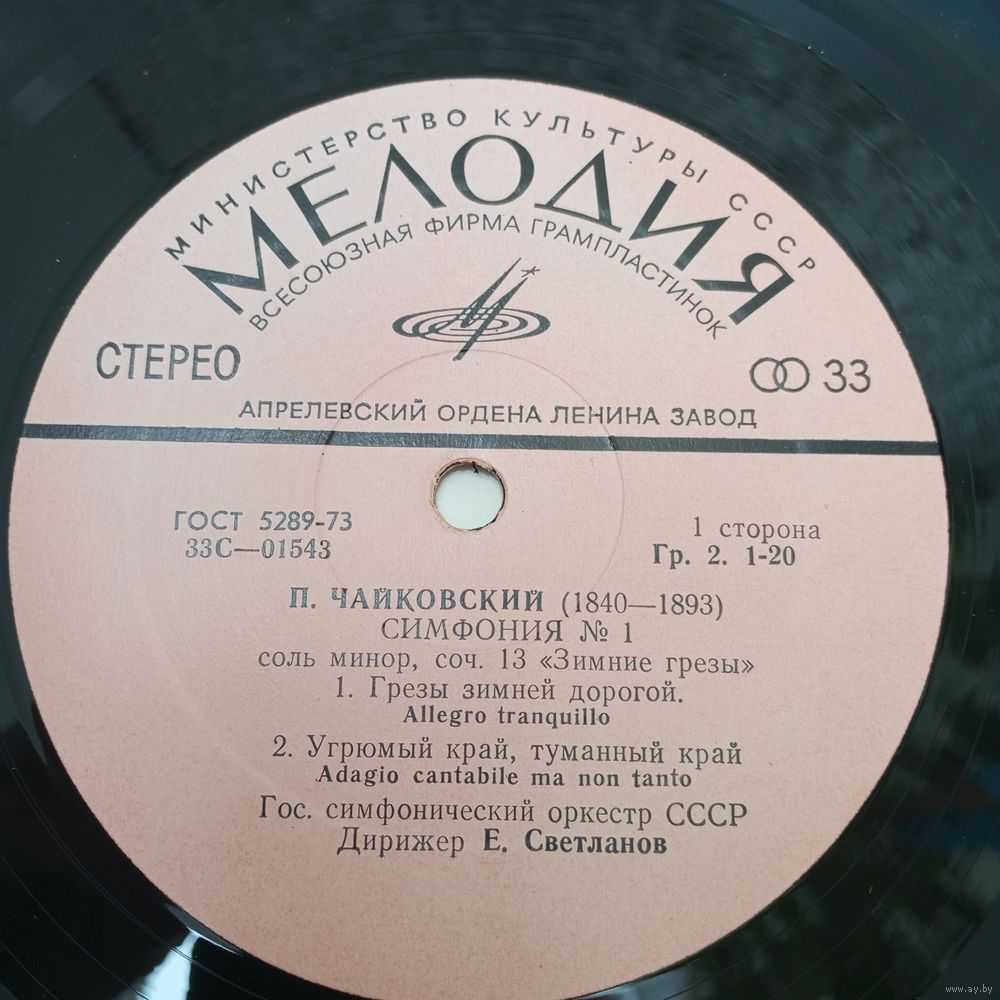 МИНИСТЕРСТВО КУЛЬТУРЫ СССР
МЕЛОДИЯ
ВСЕСОЮЗНАЯ ФИРМА ГРАМПЛАСТИНОК
СТЕРЕО
33
АПРЕЛЕВСКИЙ ОРДЕНА ЛЕНИНА ЗАВОД
ГОСТ 5289-73
33С—01543
1 сторона
Гр. 2. 1-20
П. ЧАЙКОВСКИЙ (1840—1893)
СИМФОНИЯ № 1
соль минор, соч. 13 «Зимние грезы»
1. Грезы зимней дорогой.
Allegro tranquillo
2. Угрюмый край, туманный край
Adagio cantabile ma non tanto
Гос. симфонический оркестр СССР
Дирижер Е. Светланов
www.ay.by